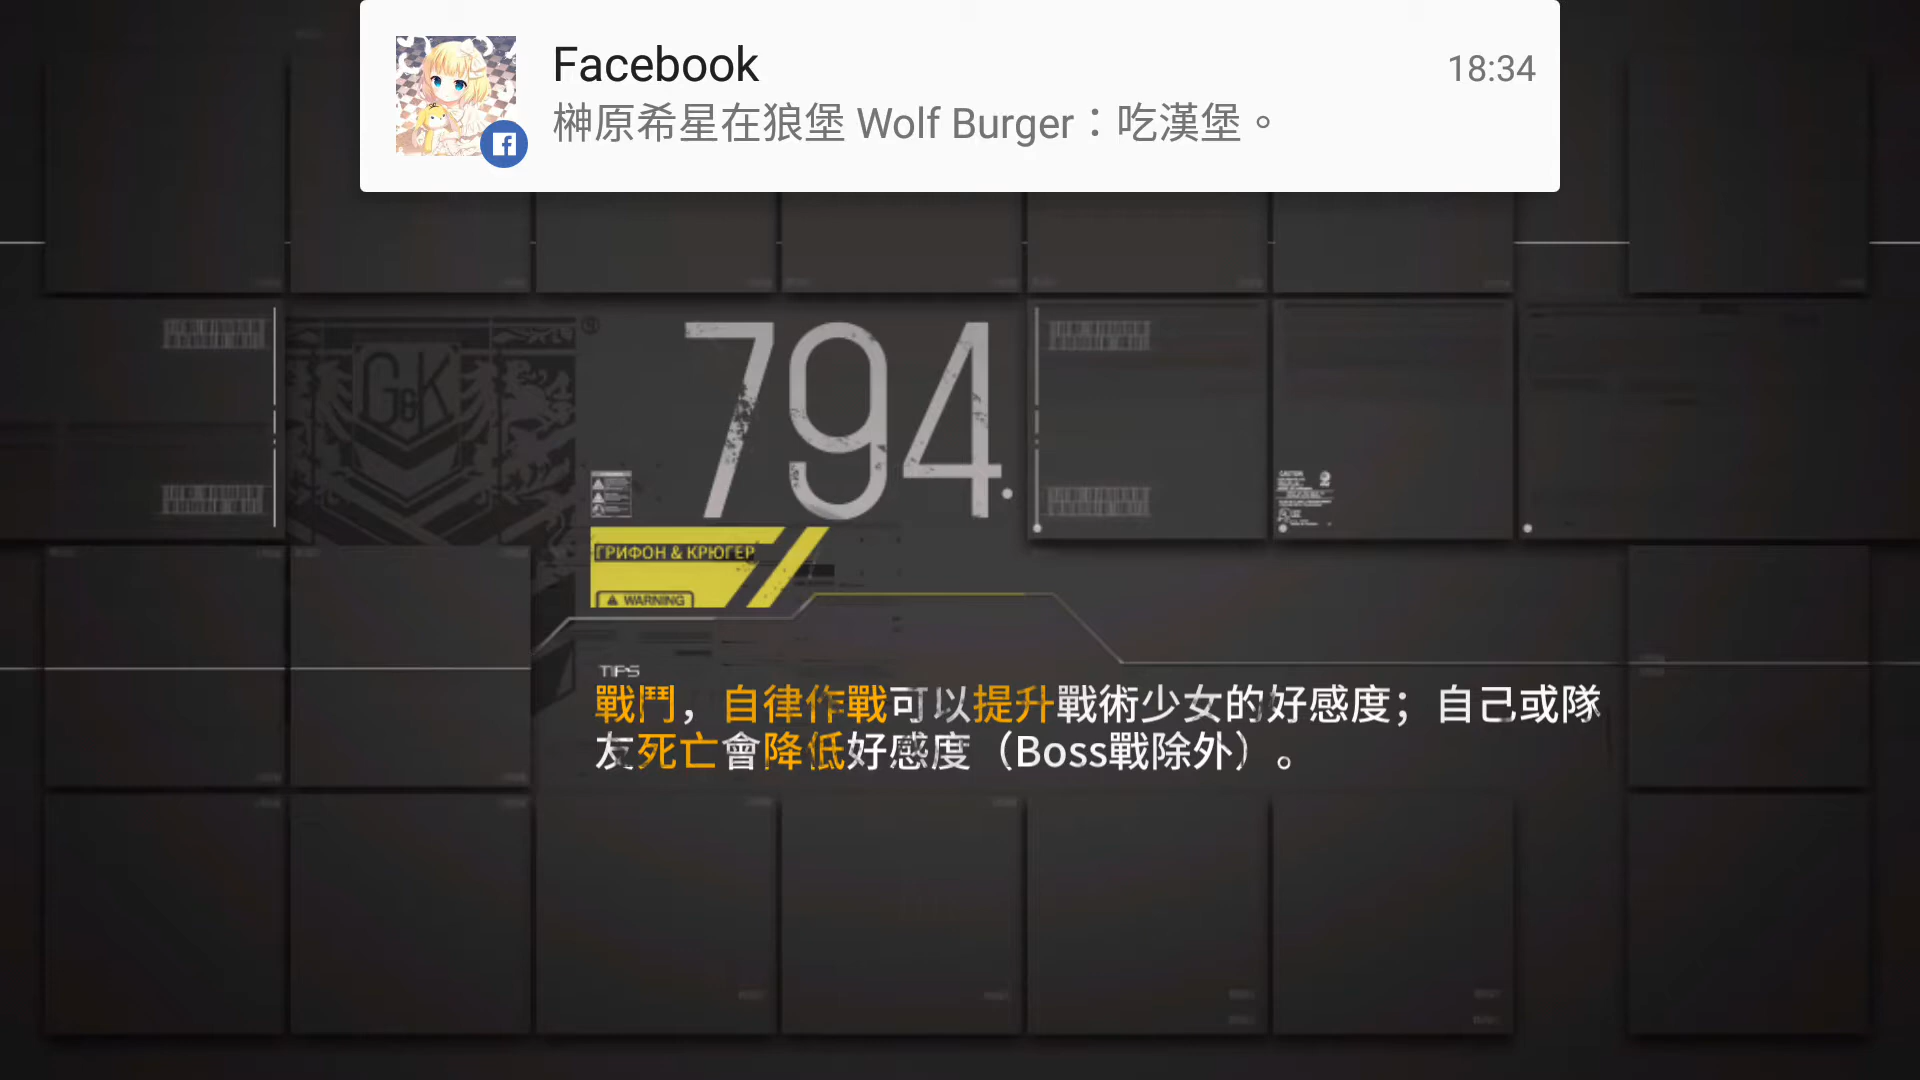 Facebook
18:34
榊原希星在狼堡 Wolf Burger：吃漢堡。
G&K
794.
ГРИФОН & КРЮГЕР
WARNING
TIPS
戰鬥，自律作戰可以提升戰術少女的好感度；自己或隊
友死亡會降低好感度（Boss戰除外）。